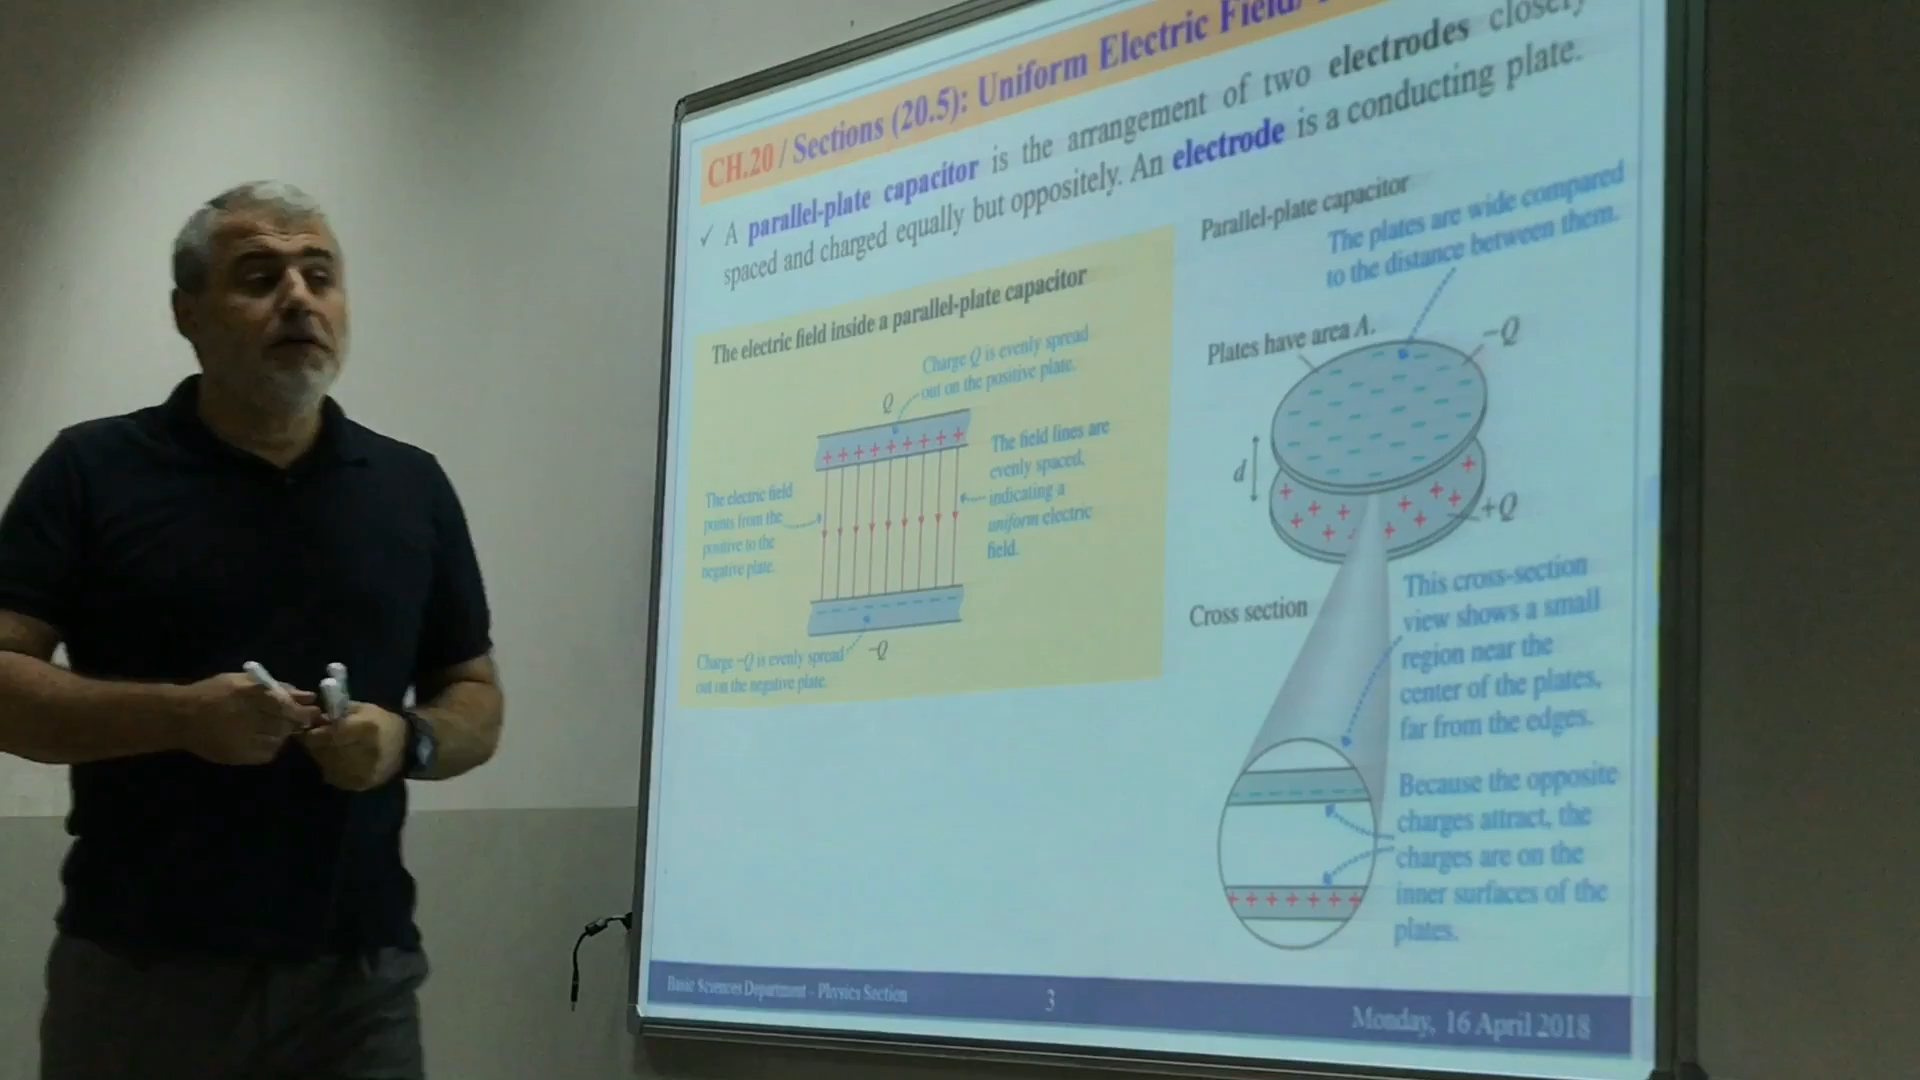 CH.20 / Sections (20.5): Uniform Electric Field
✓ A parallel-plate capacitor is the arrangement of two electrodes closely
spaced and charged equally but oppositely. An electrode is a conducting plate.
The electric field inside a parallel-plate capacitor
Charge Q is evenly spread
out on the positive plate.
Q
+ + + + + + + + +
The electric field
points from the
positive to the
negative plate.
The field lines are
evenly spaced,
indicating a
uniform electric
field.
−Q
Charge −Q is evenly spread
out on the negative plate.
Parallel-plate capacitor
The plates are wide compared
to the distance between them.
Plates have area A.
−Q
d
+Q
Cross section
This cross-section
view shows a small
region near the
center of the plates,
far from the edges.
Because the opposite
charges attract, the
charges are on the
inner surfaces of the
plates.
+ + + + + + +
Basic Sciences Department - Physics Section
3
Monday, 16 April 2018